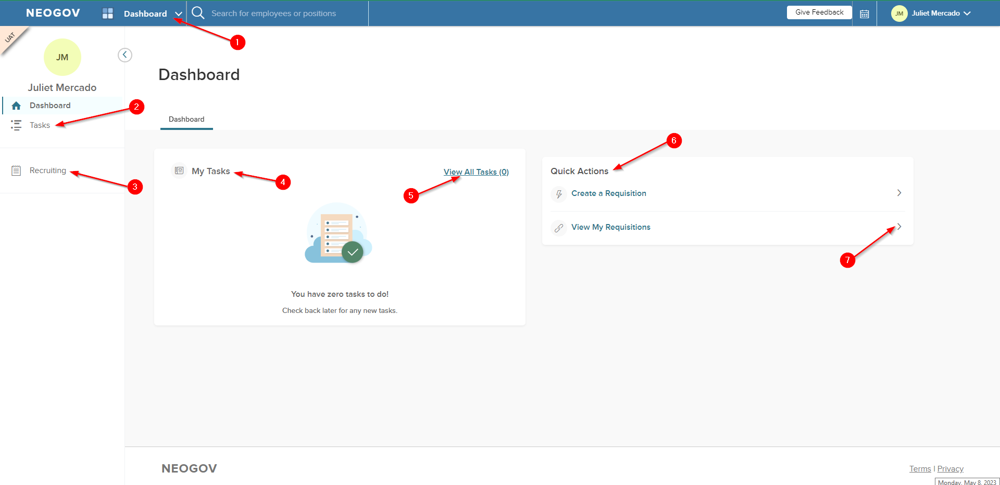 NEOGOV
Dashboard
Search for employees or positions
Give Feedback
JM
Juliet Mercado
1
UAT
JM
Juliet Mercado
Dashboard
2
Tasks
Recruiting
3
Dashboard
Dashboard
My Tasks
4
View All Tasks (0)
5
You have zero tasks to do!
Check back later for any new tasks.
6
Quick Actions
Create a Requisition
View My Requisitions
7
NEOGOV
Terms | Privacy
Monday, May 8, 2023